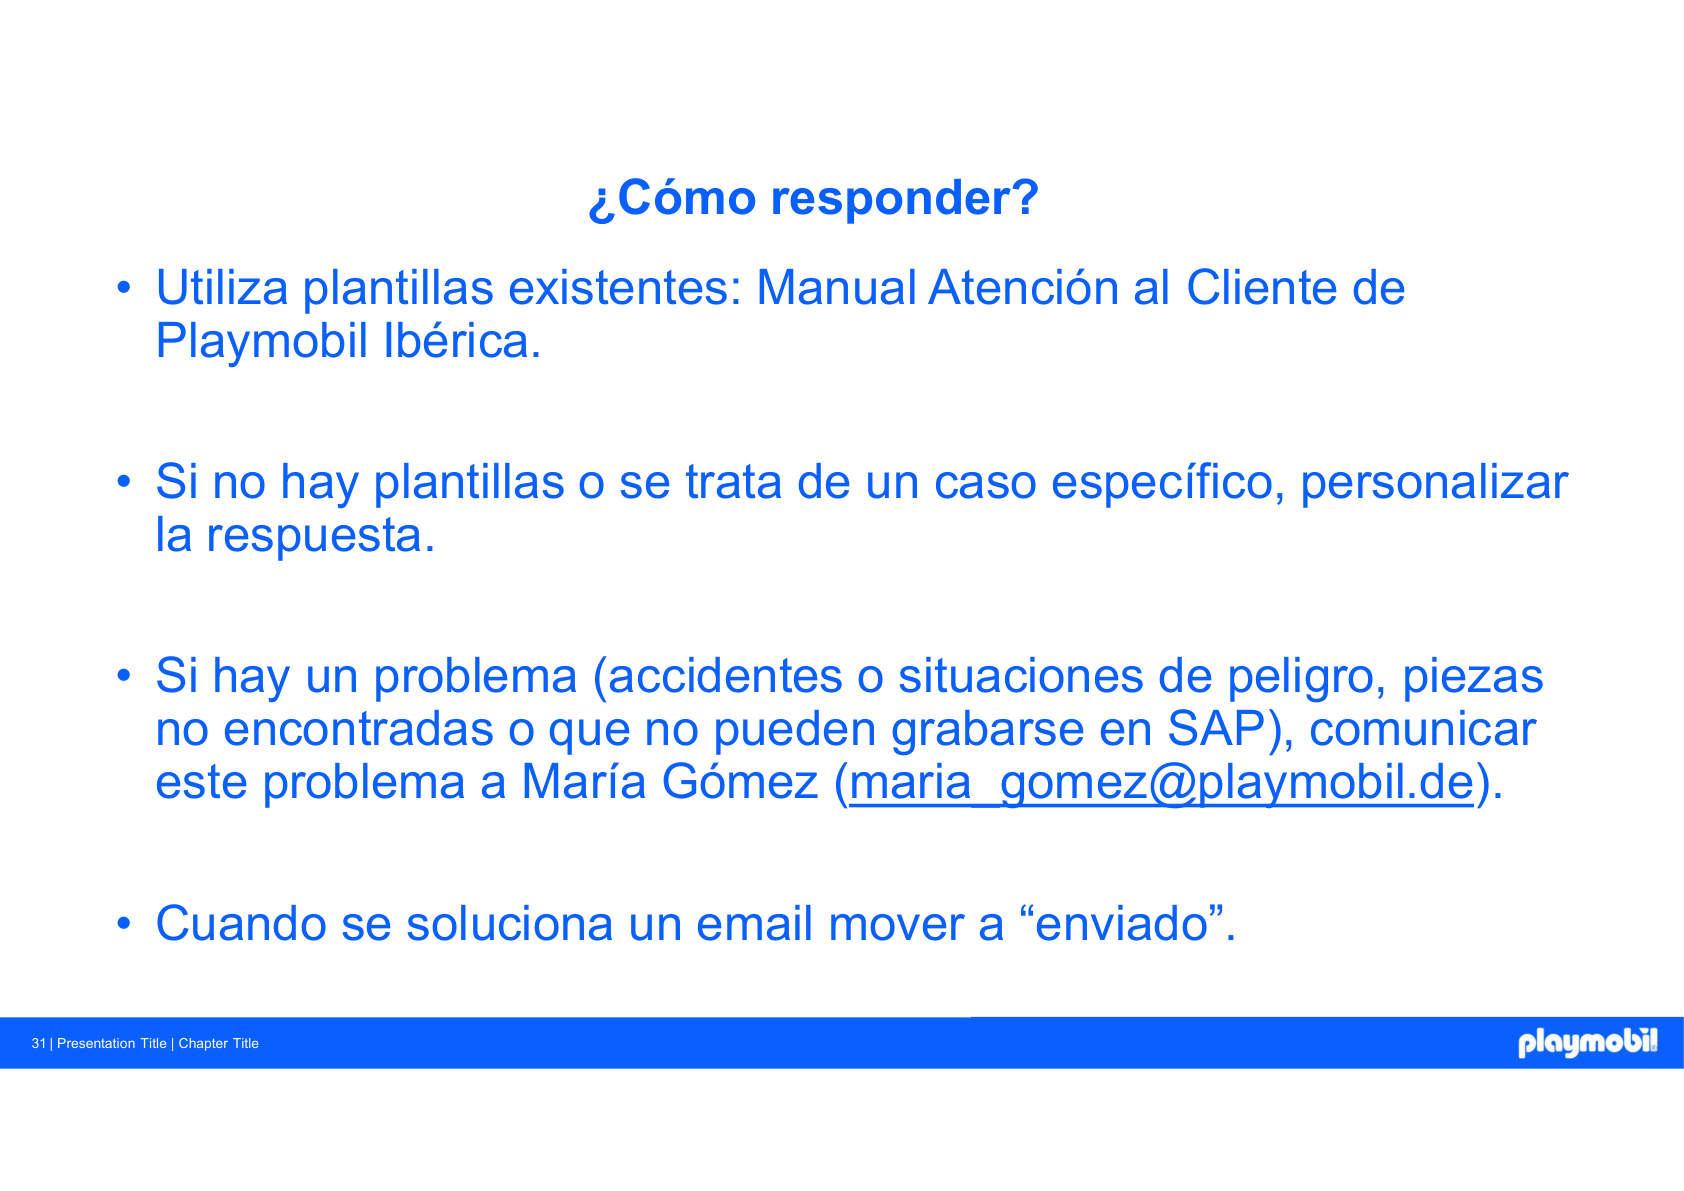 ¿Cómo responder?
• Utiliza plantillas existentes: Manual Atención al Cliente de
Playmobil Ibérica.
• Si no hay plantillas o se trata de un caso específico, personalizar
la respuesta.
• Si hay un problema (accidentes o situaciones de peligro, piezas
no encontradas o que no pueden grabarse en SAP), comunicar
este problema a María Gómez (maria_gomez@playmobil.de).
• Cuando se soluciona un email mover a “enviado”.
31 | Presentation Title | Chapter Title
playmobil